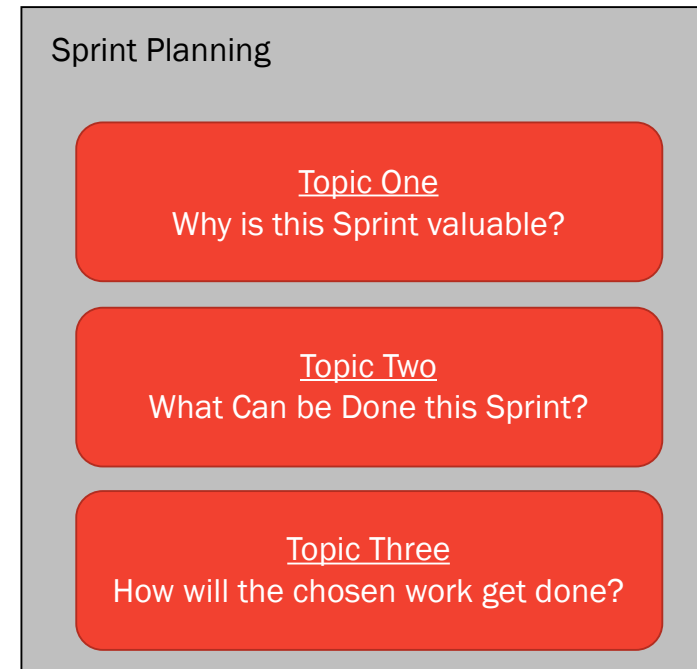 Sprint Planning
Topic One
Why is this Sprint valuable?
Topic Two
What Can be Done this Sprint?
Topic Three
How will the chosen work get done?